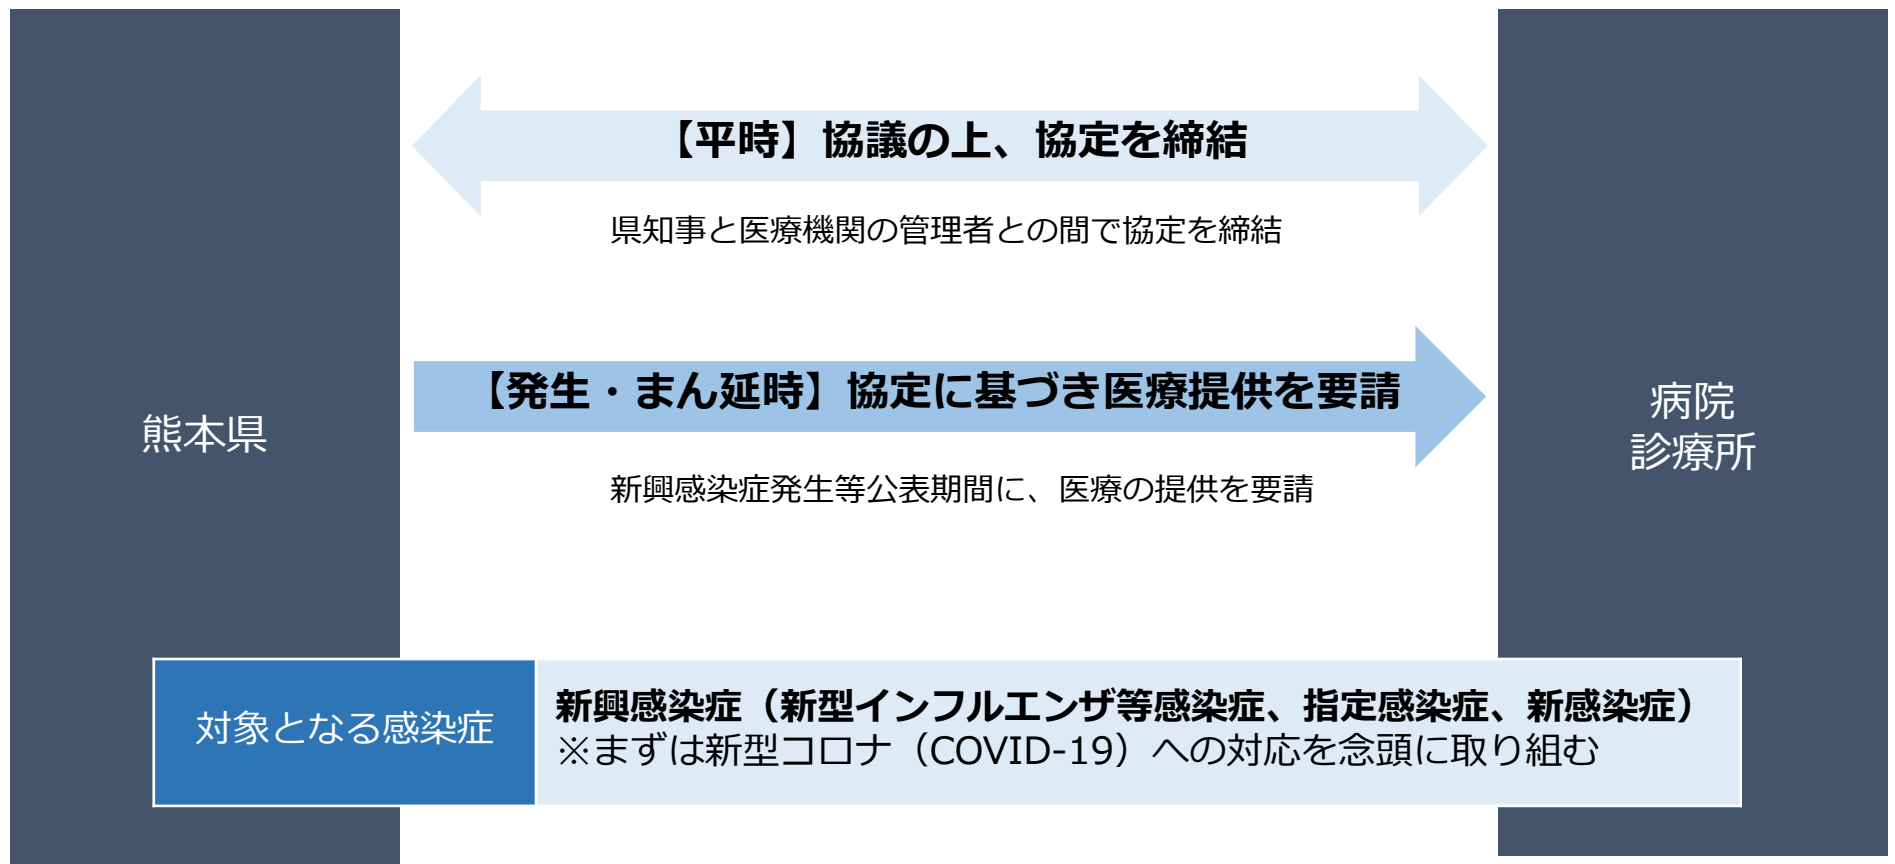 【平時】協議の上、協定を締結
県知事と医療機関の管理者との間で協定を締結
【発生・まん延時】協定に基づき医療提供を要請
新興感染症発生等公表期間に、医療の提供を要請
熊本県
病院
診療所
対象となる感染症
新興感染症（新型インフルエンザ等感染症、指定感染症、新感染症）
※まずは新型コロナ（COVID-19）への対応を念頭に取り組む